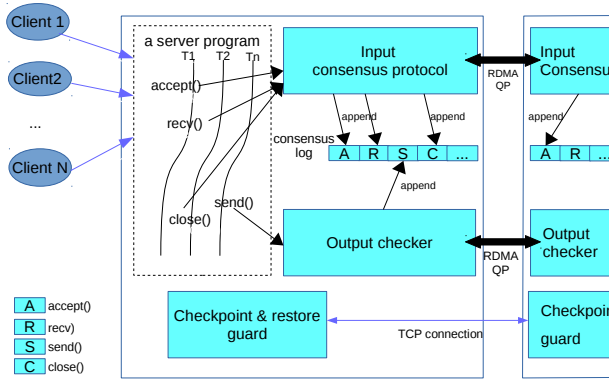 Client 1
Client2
...
Client N
a server program
T1 T2 Tn
accept()
recv()
close()
send()
Input
consensus protocol
append
append
append
consensus
log
A R S C ...
append
Output checker
Checkpoint & restore
guard
RDMA
QP
RDMA
QP
TCP connection
Input
Consensu
append
A R ...
Output
checker
Checkpoin
guard
A accept()
R recv)
S send()
C close()